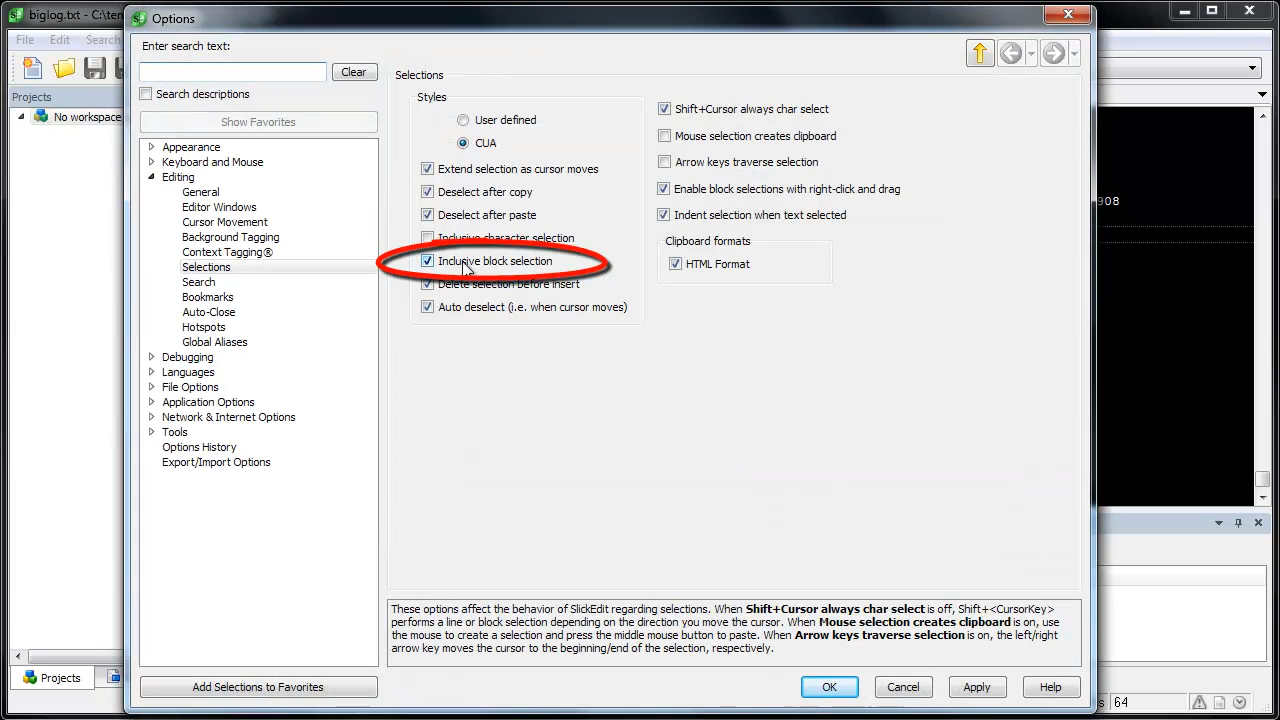 biglog.txt - C:\ten
Options
File Edit Search
Enter search text:
Clear
Search descriptions
Show Favorites
Projects
No workspace
Appearance
Keyboard and Mouse
Editing
General
Editor Windows
Cursor Movement
Background Tagging
Context Tagging®
Selections
Search
Bookmarks
Auto-Close
Hotspots
Global Aliases
Debugging
Languages
File Options
Application Options
Network & Internet Options
Tools
Options History
Export/Import Options
Add Selections to Favorites
Selections
Styles
User defined
CUA
Extend selection as cursor moves
Deselect after copy
Deselect after paste
Inclusive character selection
Inclusive block selection
Delete selection before insert
Auto deselect (i.e. when cursor moves)
Shift+Cursor always char select
Mouse selection creates clipboard
Arrow keys traverse selection
Enable block selections with right-click and drag
Indent selection when text selected
Clipboard formats
HTML Format
908
These options affect the behavior of SlickEdit regarding selections. When Shift+Cursor always char select is off, Shift+<CursorKey>
performs a line or block selection depending on the direction you move the cursor. When Mouse selection creates clipboard is on, use
the mouse to create a selection and press the middle mouse button to paste. When Arrow keys traverse selection is on, the left/right
arrow key moves the cursor to the beginning/end of the selection, respectively.
OK
Cancel
Apply
Help
Projects
s 64